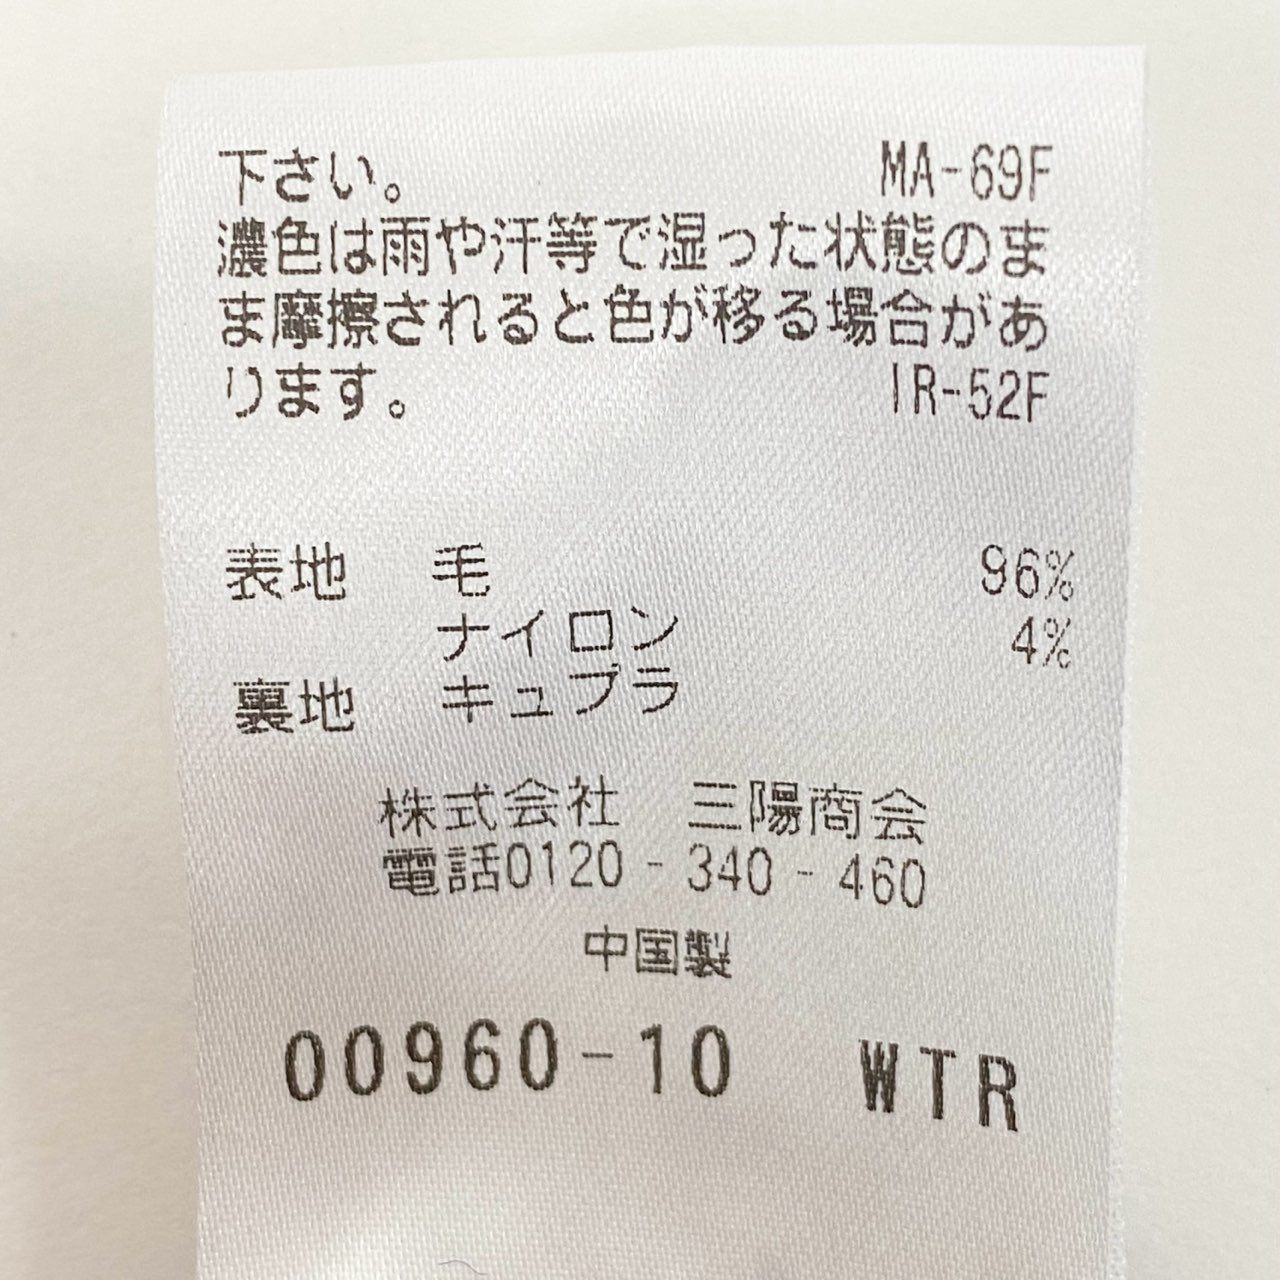 下さい。 MA-69F
濃色は雨や汗等で湿った状態のま
ま摩擦されると色が移る場合があ
ります。 IR-52F
表地 毛 96%
ナイロン 4%
裏地 キュプラ
株式会社 三陽商会
電話0120-340-460
中国製
00960-10 WTR